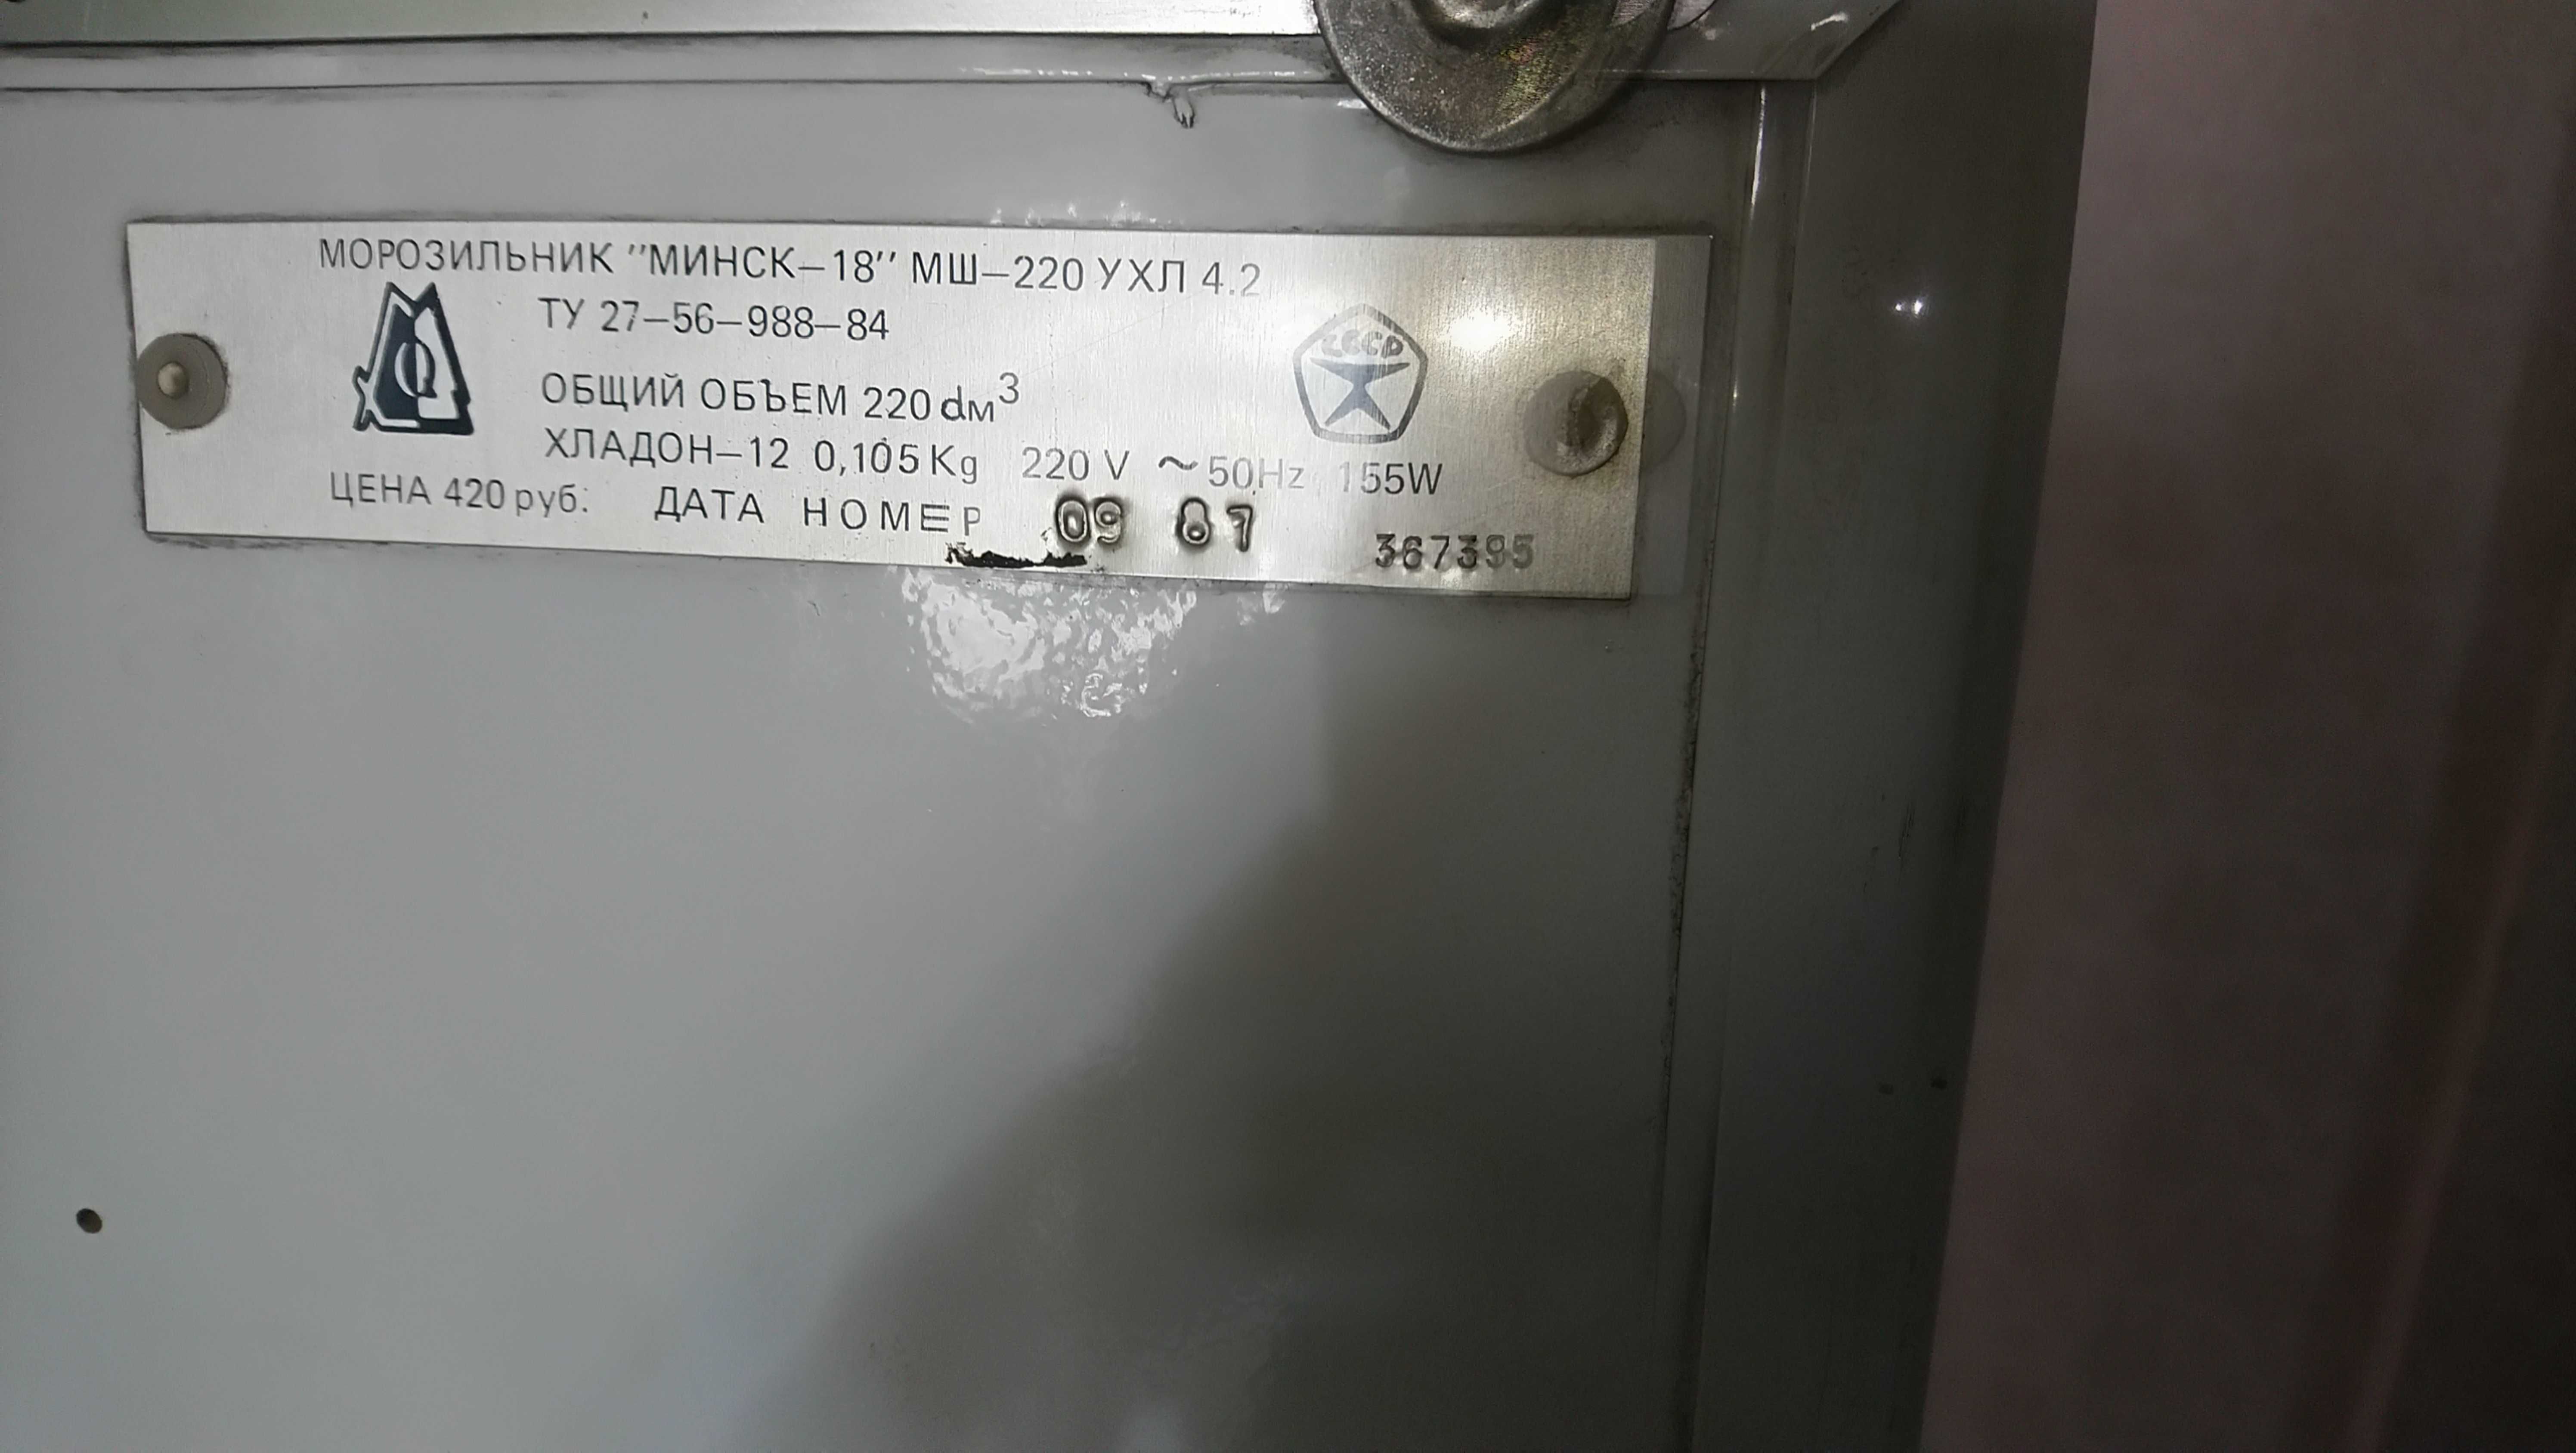 МОРОЗИЛЬНИК "МИНСК–18" МШ–220 УХЛ 4.2
ТУ 27–56–988–84
ОБЩИЙ ОБЪЕМ 220 dм³
ХЛАДОН–12 0,105 Kg 220 V ~50Hz 155W
ЦЕНА 420 руб. ДАТА НОМЕР 09 87 367395